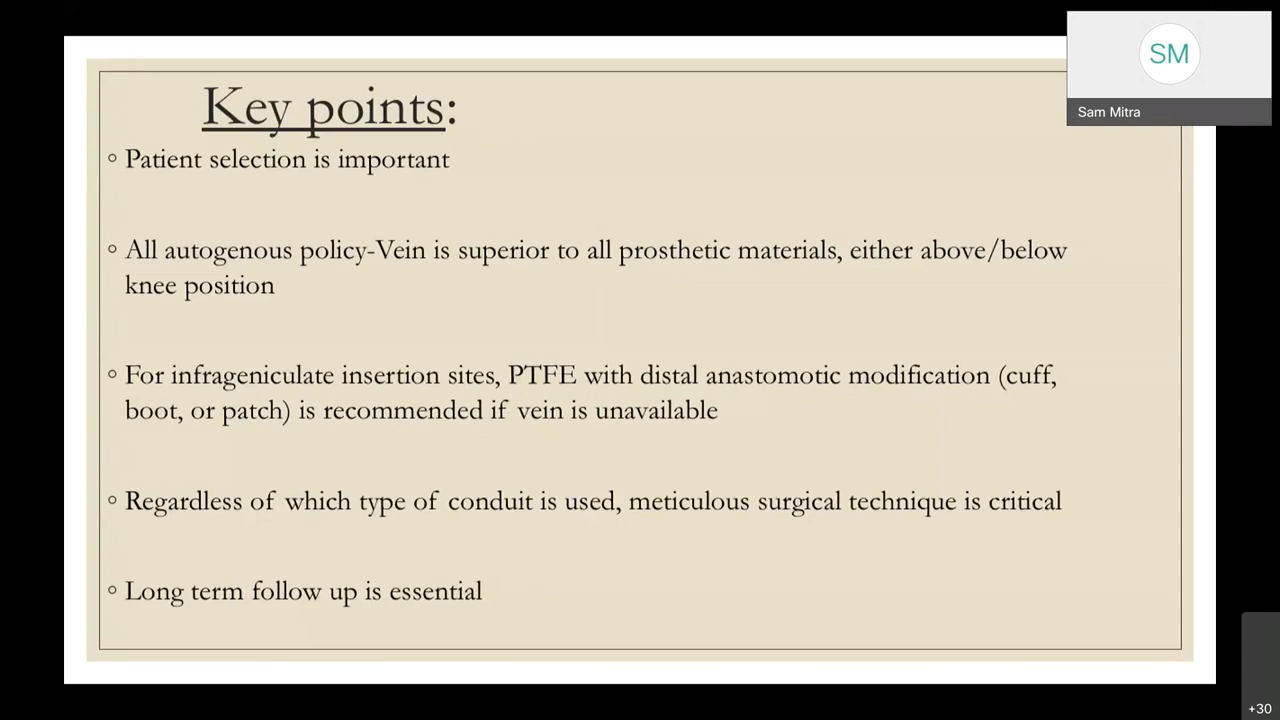 SM
Sam Mitra
Key points:
◦ Patient selection is important
◦ All autogenous policy-Vein is superior to all prosthetic materials, either above/below
knee position
◦ For infrageniculate insertion sites, PTFE with distal anastomotic modification (cuff,
boot, or patch) is recommended if vein is unavailable
◦ Regardless of which type of conduit is used, meticulous surgical technique is critical
◦ Long term follow up is essential
+30